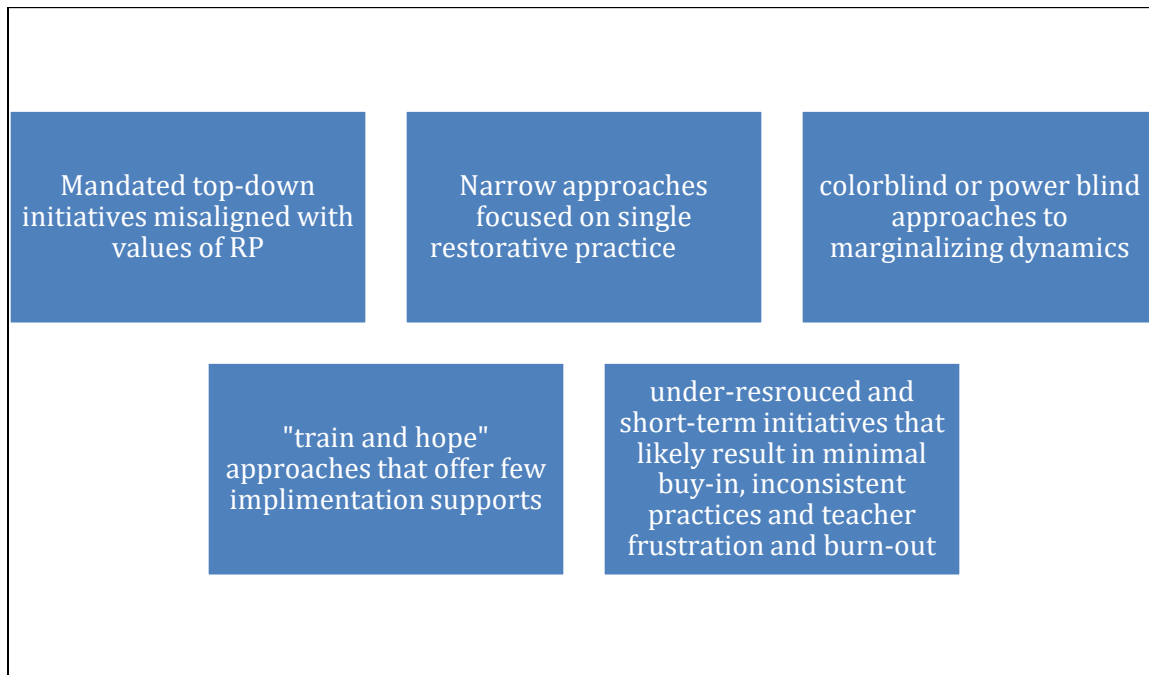 Mandated top-down
initiatives misaligned with
values of RP
Narrow approaches
focused on single
restorative practice
colorblind or power blind
approaches to
marginalizing dynamics
"train and hope"
approaches that offer few
implimentation supports
under-resrouced and
short-term initiatives that
likely result in minimal
buy-in, inconsistent
practices and teacher
frustration and burn-out